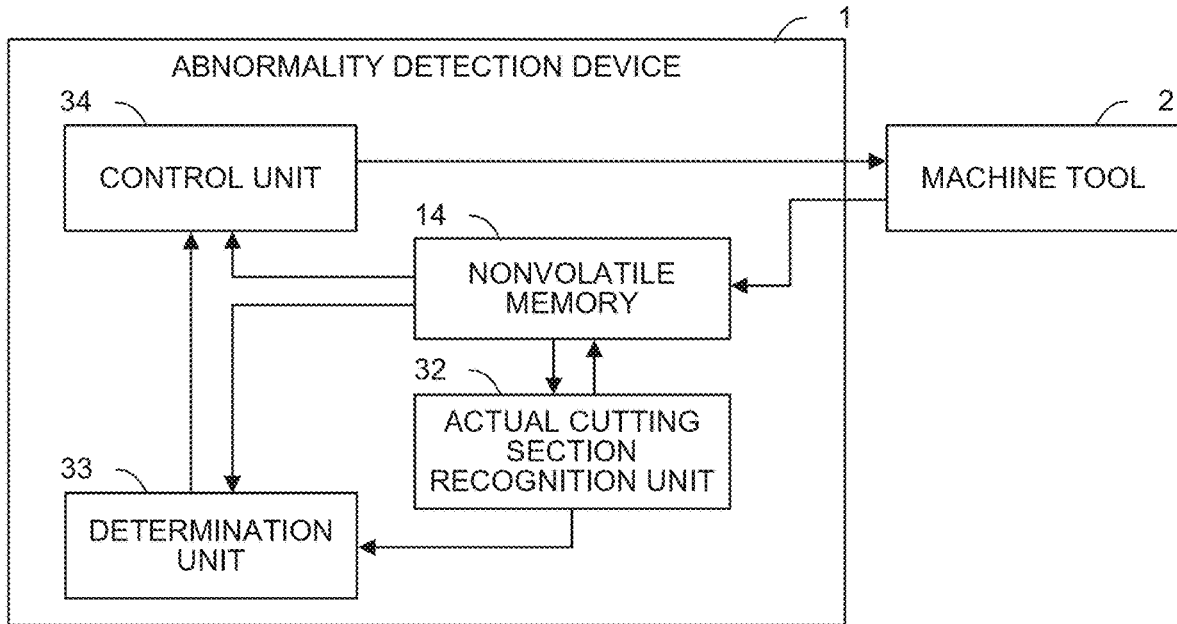 1
ABNORMALITY DETECTION DEVICE
34
CONTROL UNIT
2
MACHINE TOOL
14
NONVOLATILE
MEMORY
32
ACTUAL CUTTING
SECTION
RECOGNITION UNIT
33
DETERMINATION
UNIT